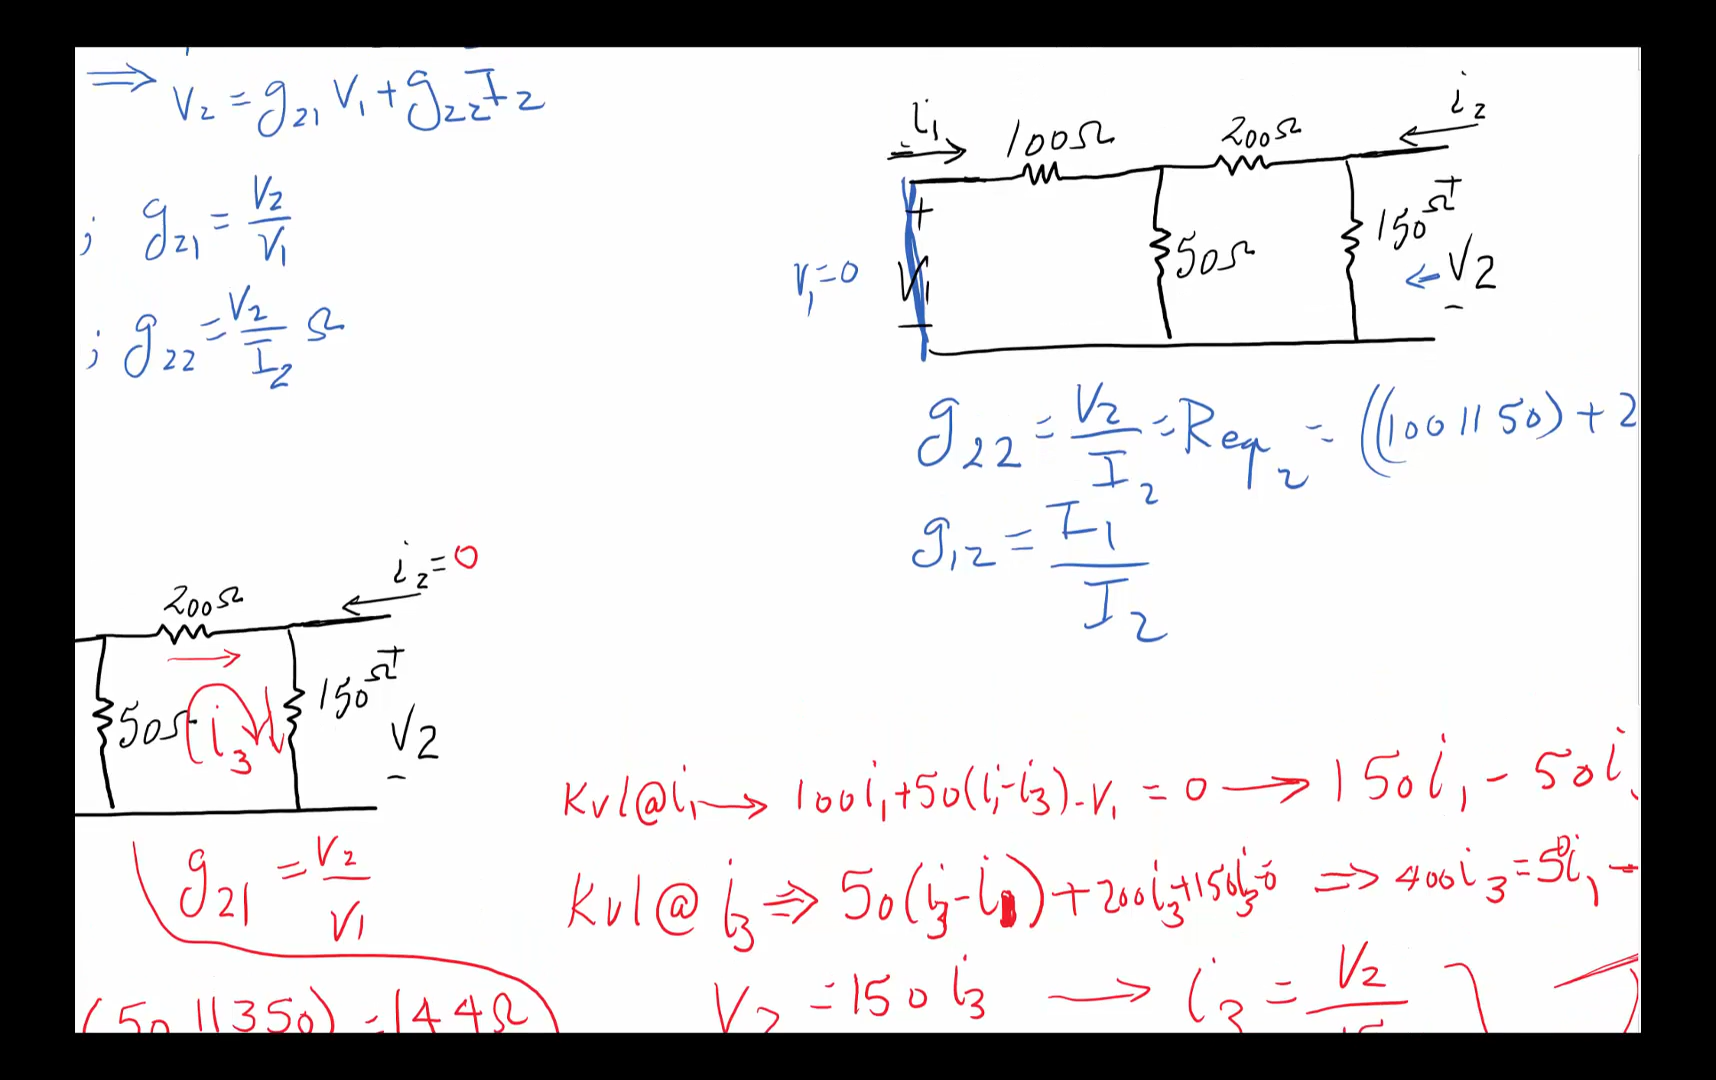 ⇒ V2 = g21 V1 + g22 I2
; g21 = V2/V1
; g22 = V2/I2 Ω
i1
100Ω
200Ω
i2
+
V1
−
V1=0
50Ω
150Ω
+
← V2
−
g22 = V2/I2 = Req2 = ((100 || 50) + 2
g12 = I1/I2
200Ω
i2=0
50Ω
i3
150Ω
+
V2
−
g21 = V2/V1
(50 || 350) = 144Ω
Kvl@i1 → 100i1+50(i1-i3)-V1 = 0 → 150i1 - 50i
Kvl@ i3 ⇒ 50(i3-i1)+200i3+150i3=0 ⇒ 400i3=50i1 -
V2 = 150 i3 → i3 = V2/15